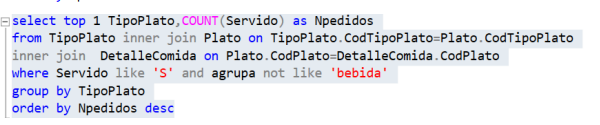 select top 1 TipoPlato,COUNT(Servido) as Npedidos
from TipoPlato inner join Plato on TipoPlato.CodTipoPlato=Plato.CodTipoPlato
inner join  DetalleComida on Plato.CodPlato=DetalleComida.CodPlato
where Servido like 'S' and agrupa not like 'bebida'
group by TipoPlato
order by Npedidos desc